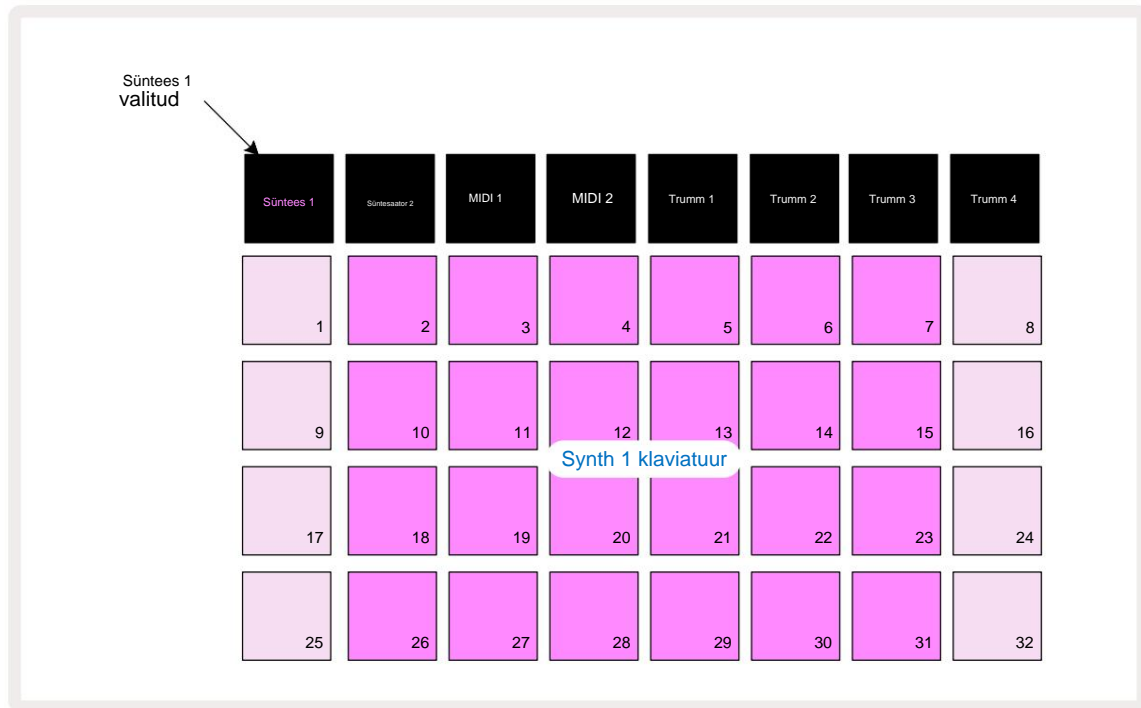 Süntees 1
valitud
Süntees 1 Süntesaator 2 MIDI 1 MIDI 2 Trumm 1 Trumm 2 Trumm 3 Trumm 4
1 2 3 4 5 6 7 8
9 10 11 12 13 14 15 16
Synth 1 klaviatuur
17 18 19 20 21 22 23 24
25 26 27 28 29 30 31 32